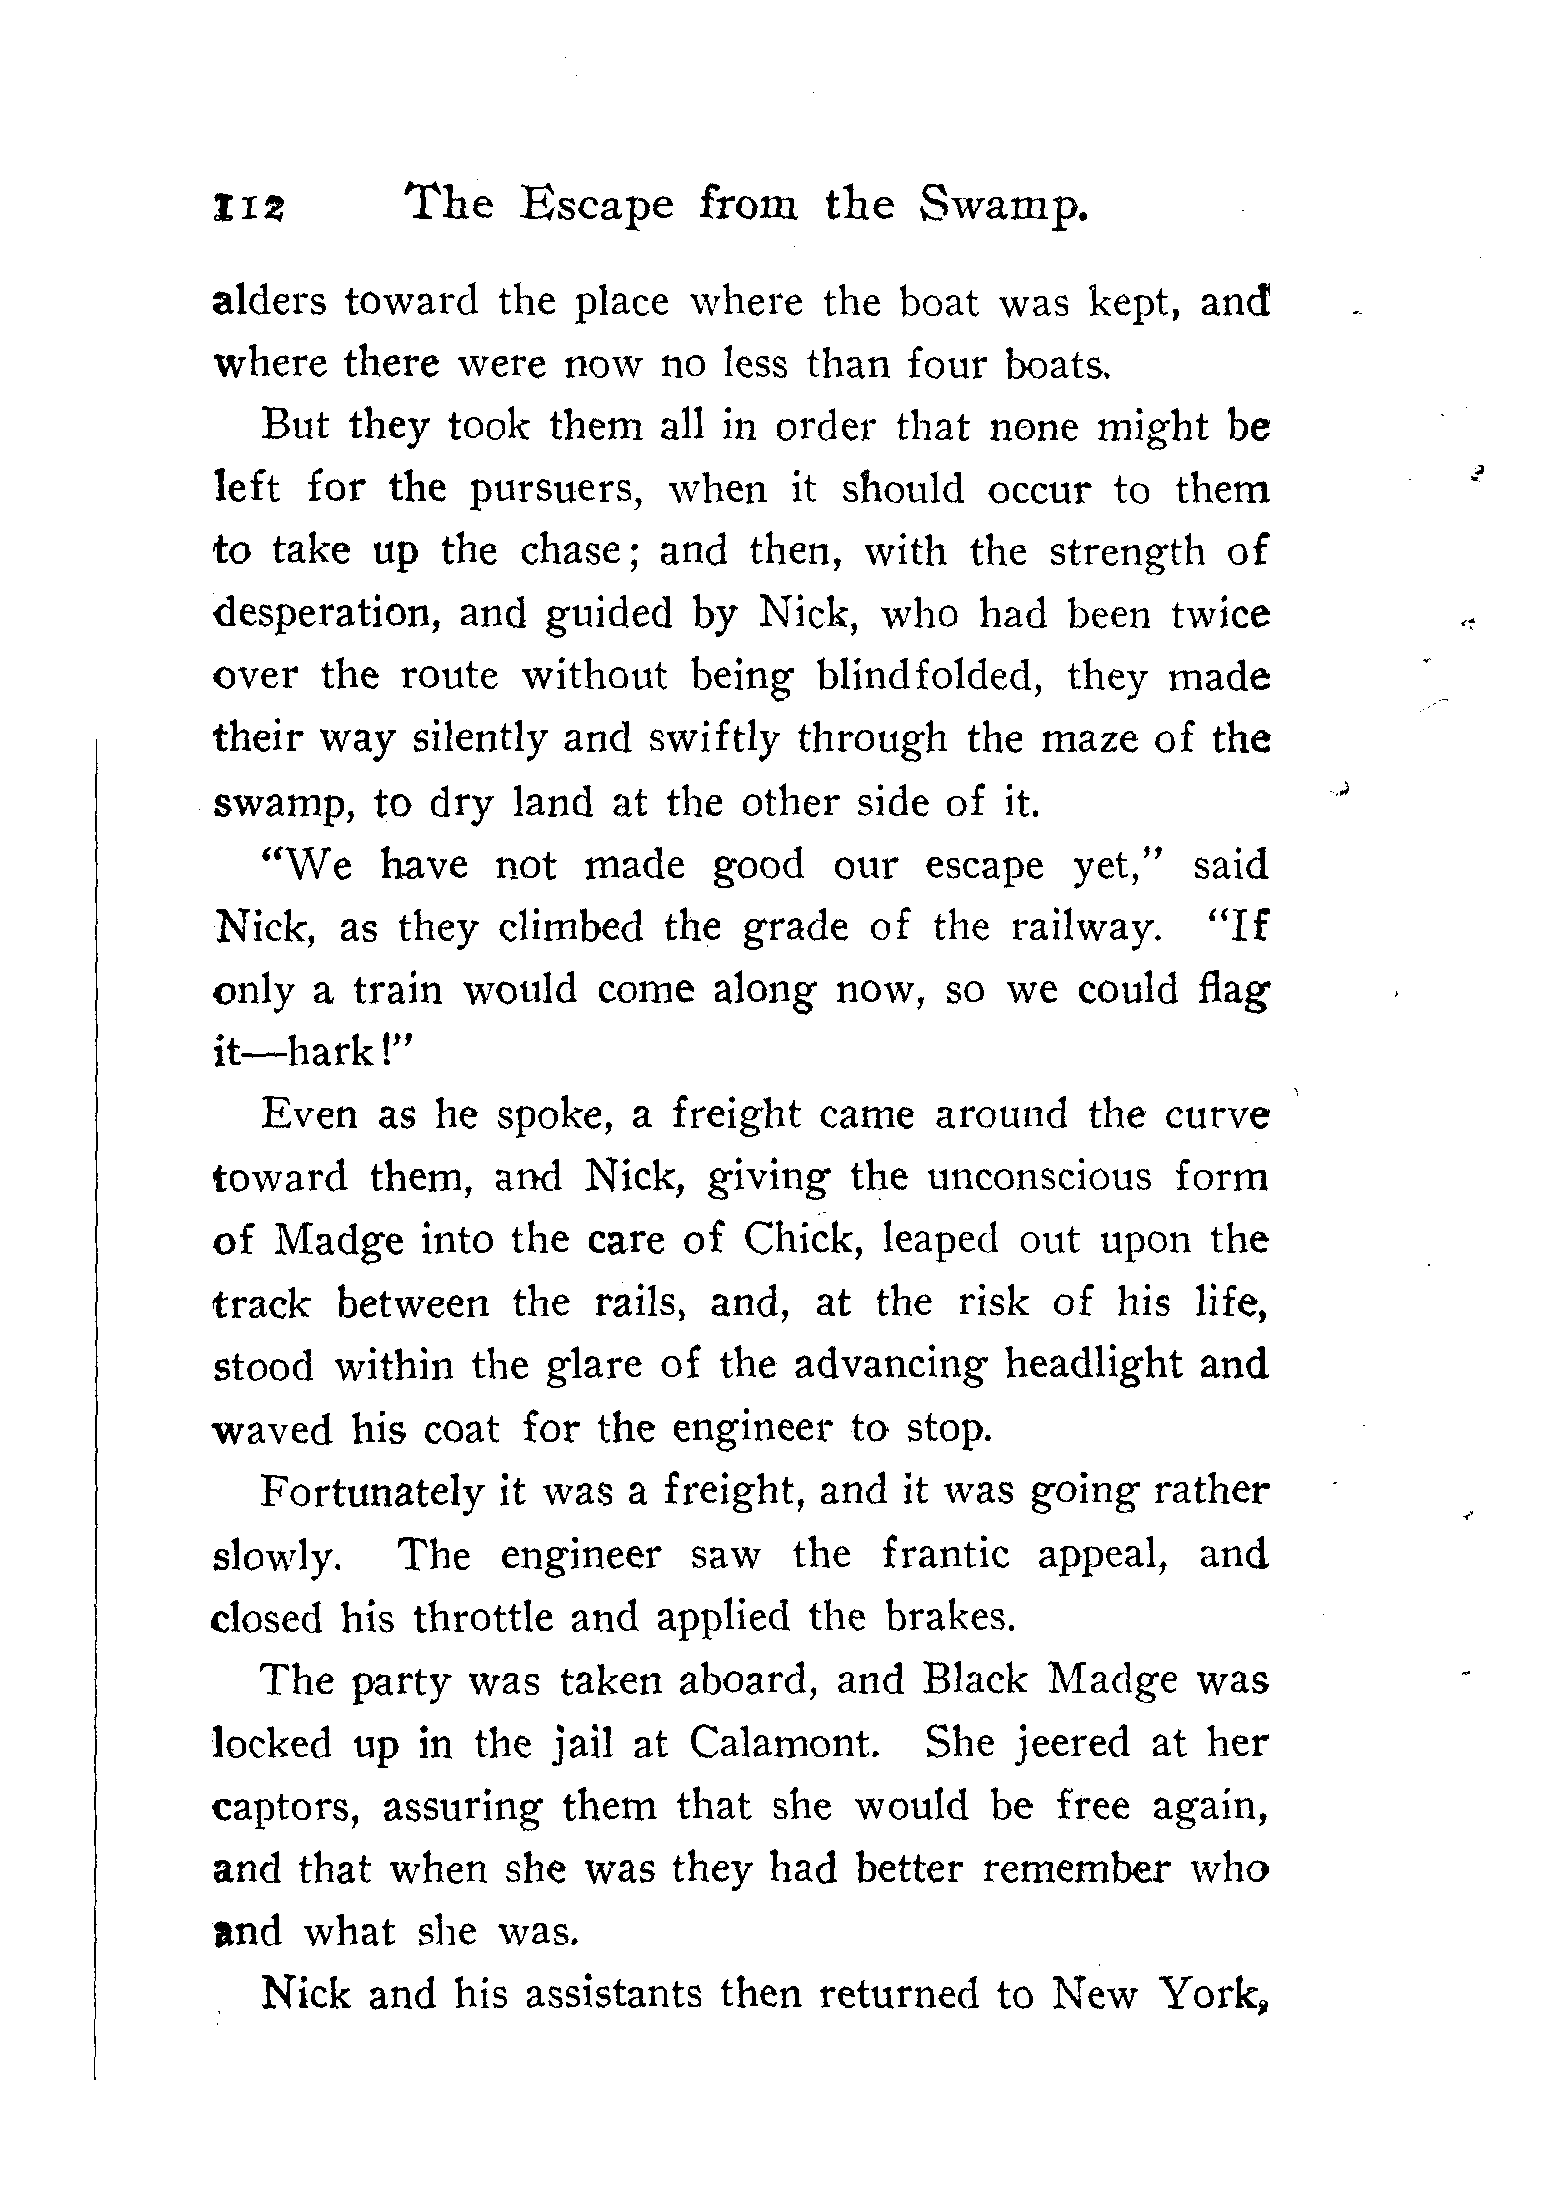 112 The Escape from the Swamp.
alders toward the place where the boat was kept, and
where there were now no less than four boats.
But they took them all in order that none might be
left for the pursuers, when it should occur to them
to take up the chase; and then, with the strength of
desperation, and guided by Nick, who had been twice
over the route without being blindfolded, they made
their way silently and swiftly through the maze of the
swamp, to dry land at the other side of it.
“We have not made good our escape yet,” said
Nick, as they climbed the grade of the railway. “If
only a train would come along now, so we could flag
it—hark!”
Even as he spoke, a freight came around the curve
toward them, and Nick, giving the unconscious form
of Madge into the care of Chick, leaped out upon the
track between the rails, and, at the risk of his life,
stood within the glare of the advancing headlight and
waved his coat for the engineer to stop.
Fortunately it was a freight, and it was going rather
slowly. The engineer saw the frantic appeal, and
closed his throttle and applied the brakes.
The party was taken aboard, and Black Madge was
locked up in the jail at Calamont. She jeered at her
captors, assuring them that she would be free again,
and that when she was they had better remember who
and what she was.
Nick and his assistants then returned to New York,